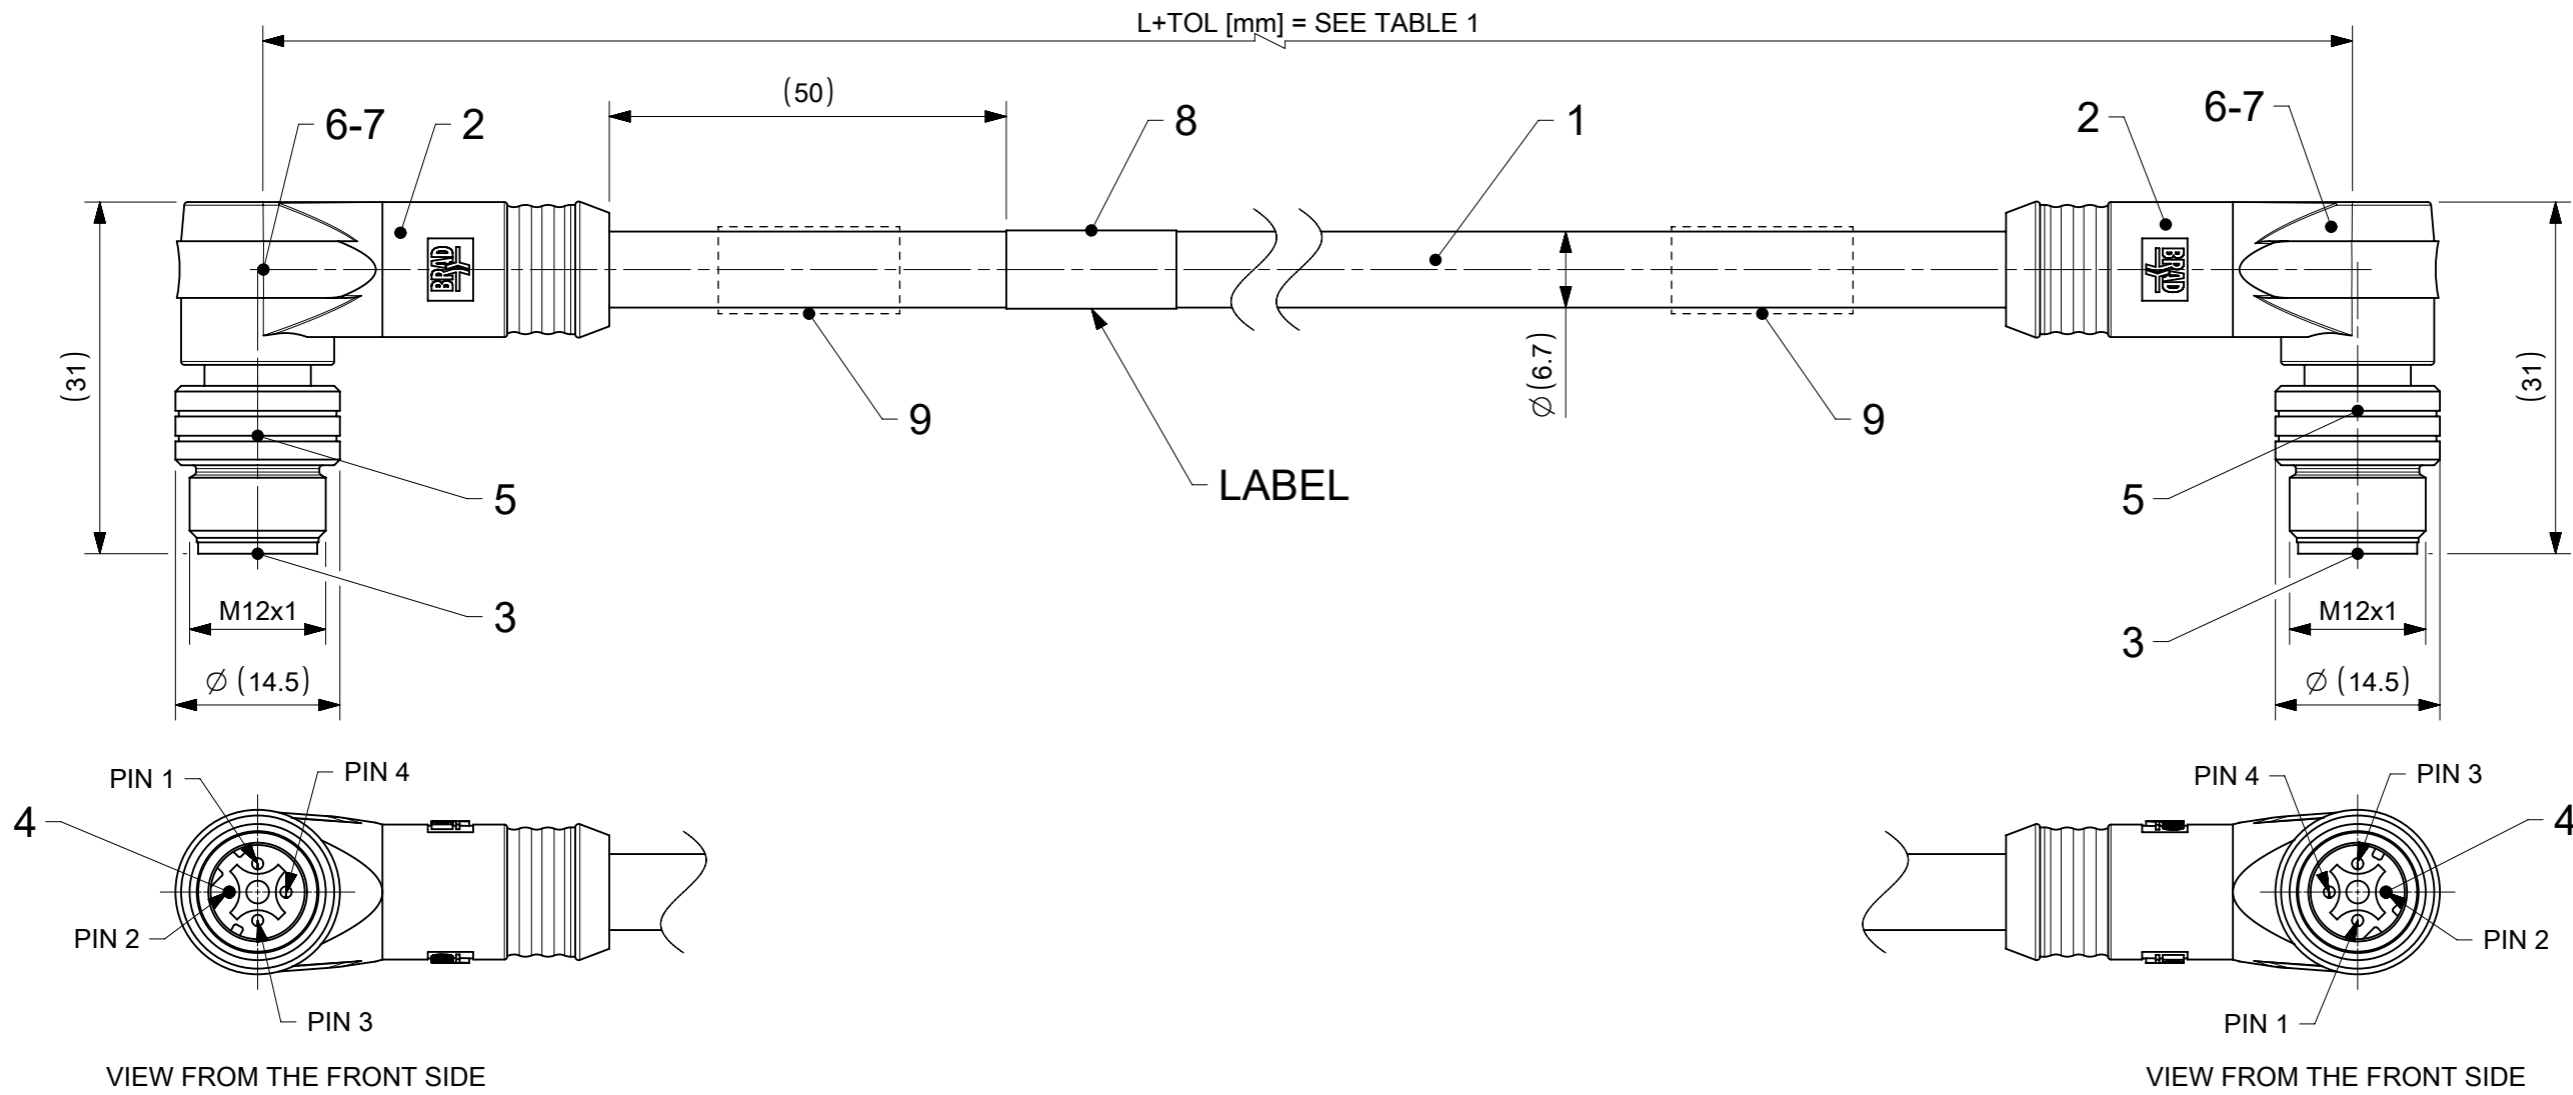 L+TOL [mm] = SEE TABLE 1
(50)
6-7
2
8
1
2
6-7
BRAD
BRAD
(31)
9
Ø(6.7)
9
(31)
5
LABEL
5
M12x1
3
M12x1
3
Ø (14.5)
Ø (14.5)
PIN 1
PIN 4
PIN 4
PIN 3
4
4
PIN 2
PIN 2
PIN 3
PIN 1
VIEW FROM THE FRONT SIDE
VIEW FROM THE FRONT SIDE